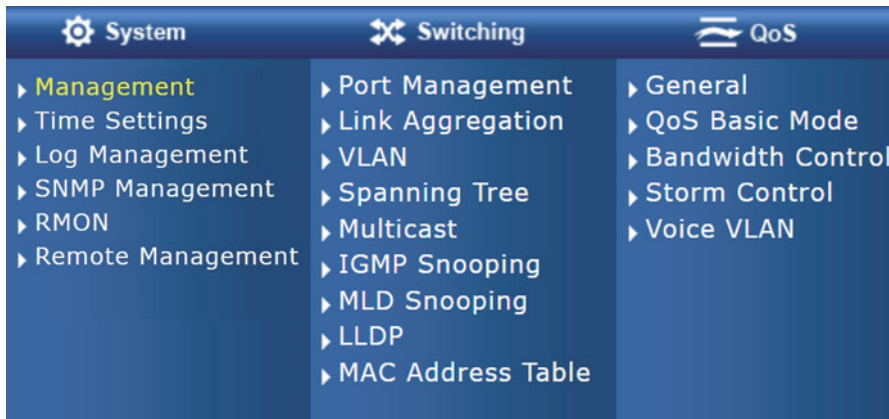 System
Management
Time Settings
Log Management
SNMP Management
RMON
Remote Management
Switching
Port Management
Link Aggregation
VLAN
Spanning Tree
Multicast
IGMP Snooping
MLD Snooping
LLDP
MAC Address Table
QoS
General
QoS Basic Mode
Bandwidth Control
Storm Control
Voice VLAN